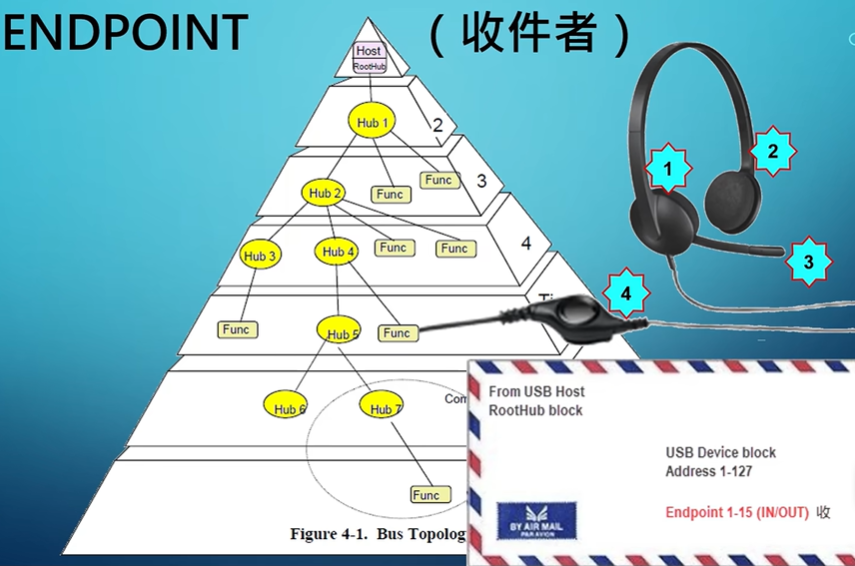 ENDPOINT （收件者）
Host
RootHub
Hub 1
2
Func
3
Func
Hub 2
4
Func
Func
Hub 3
Hub 4
Func
Hub 5
Func
Hub 6
Hub 7
Func
Figure 4-1. Bus Topolog
1
2
3
4
From USB Host
RootHub block
USB Device block
Address 1-127
Endpoint 1-15 (IN/OUT) 收
BY AIR MAIL
PAR AVION